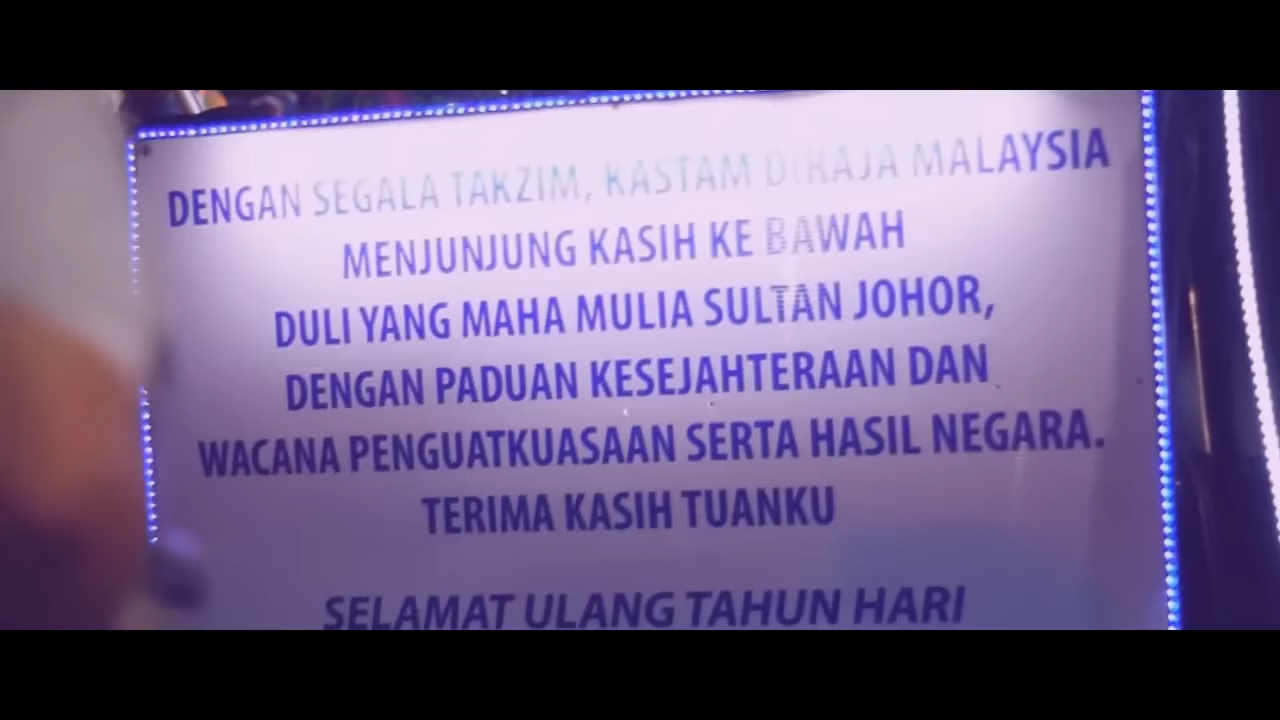 DENGAN SEGALA TAKZIM, KASTAM DIRAJA MALAYSIA
MENJUNJUNG KASIH KE BAWAH
DULI YANG MAHA MULIA SULTAN JOHOR,
DENGAN PADUAN KESEJAHTERAAN DAN
WACANA PENGUATKUASAAN SERTA HASIL NEGARA.
TERIMA KASIH TUANKU
SELAMAT ULANG TAHUN HARI